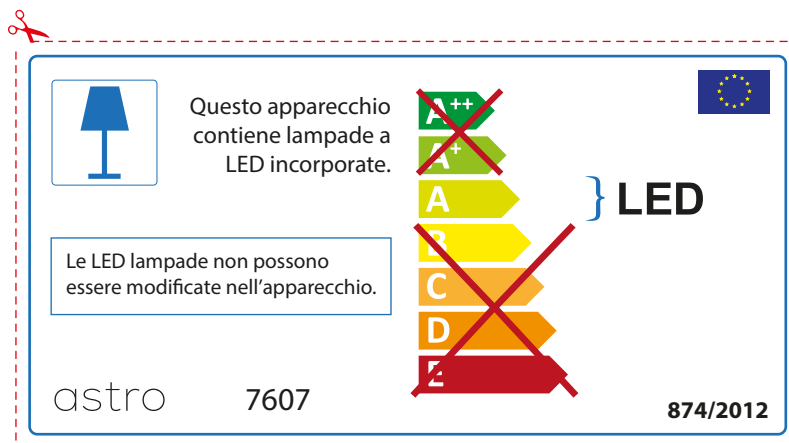 Questo apparecchio
contiene lampade a
LED incorporate.
Le LED lampade non possono
essere modificate nell'apparecchio.
A++
A+
A
B
C
D
E
LED
astro
7607
874/2012